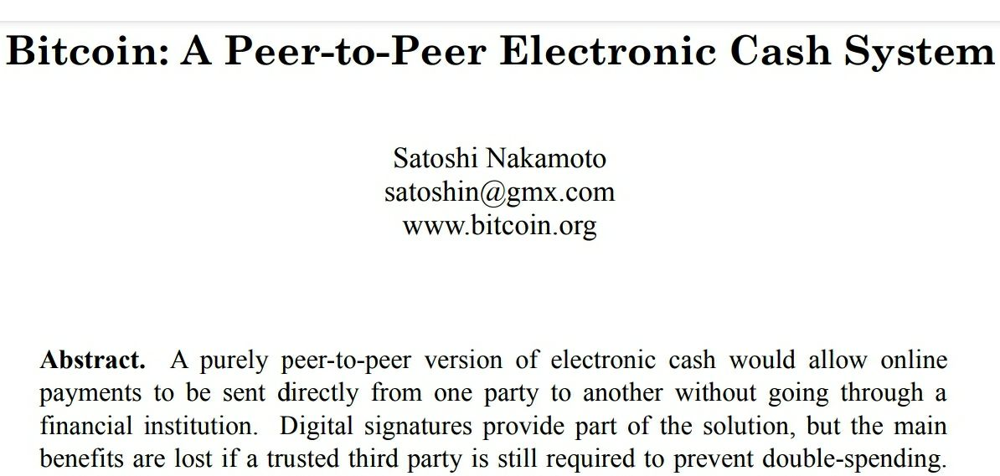 Bitcoin: A Peer-to-Peer Electronic Cash System
Satoshi Nakamoto
satoshin@gmx.com
www.bitcoin.org
Abstract. A purely peer-to-peer version of electronic cash would allow online
payments to be sent directly from one party to another without going through a
financial institution. Digital signatures provide part of the solution, but the main
benefits are lost if a trusted third party is still required to prevent double-spending.